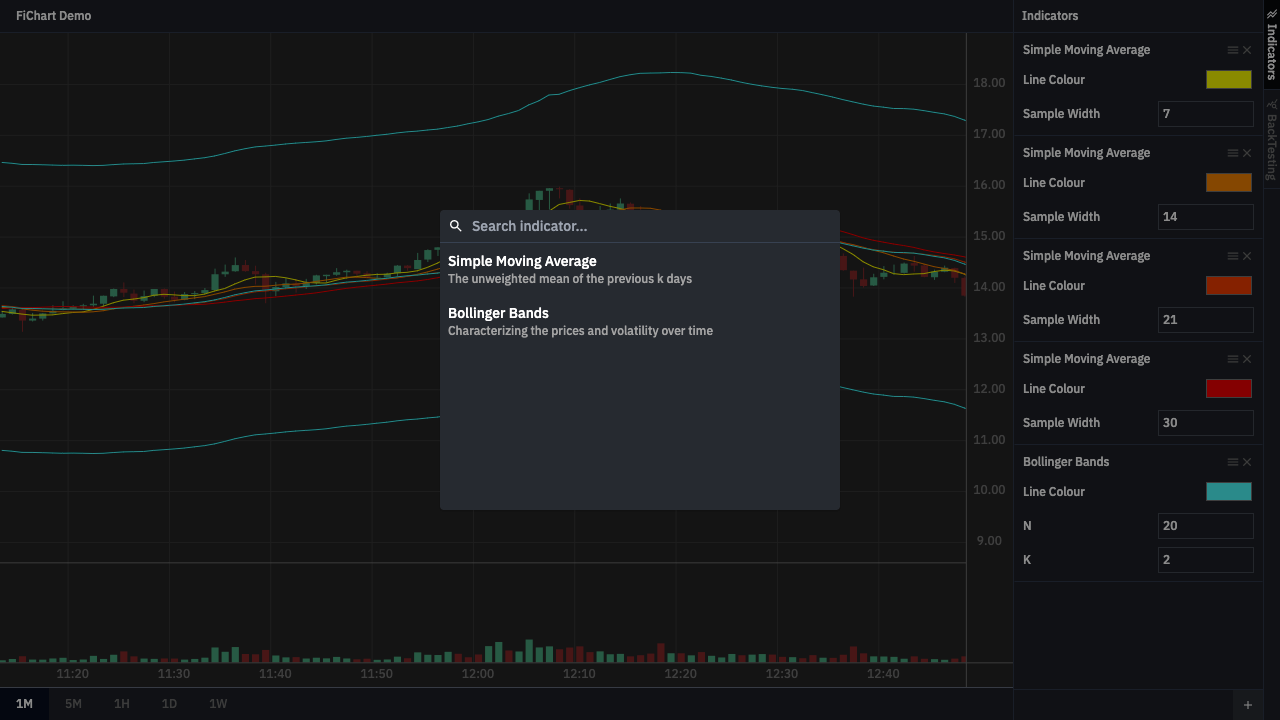 FiChart Demo
Indicators
Simple Moving Average
Line Colour
Sample Width
7
Simple Moving Average
Line Colour
Sample Width
14
Simple Moving Average
Line Colour
Sample Width
21
Simple Moving Average
Line Colour
Sample Width
30
Bollinger Bands
Line Colour
N
20
K
2
+
Indicators
BackTesting
Search indicator...
Simple Moving Average
The unweighted mean of the previous k days
Bollinger Bands
Characterizing the prices and volatility over time
18.00
17.00
16.00
15.00
14.00
13.00
12.00
11.00
10.00
9.00
11:20
11:30
11:40
11:50
12:00
12:10
12:20
12:30
12:40
1M
5M
1H
1D
1W